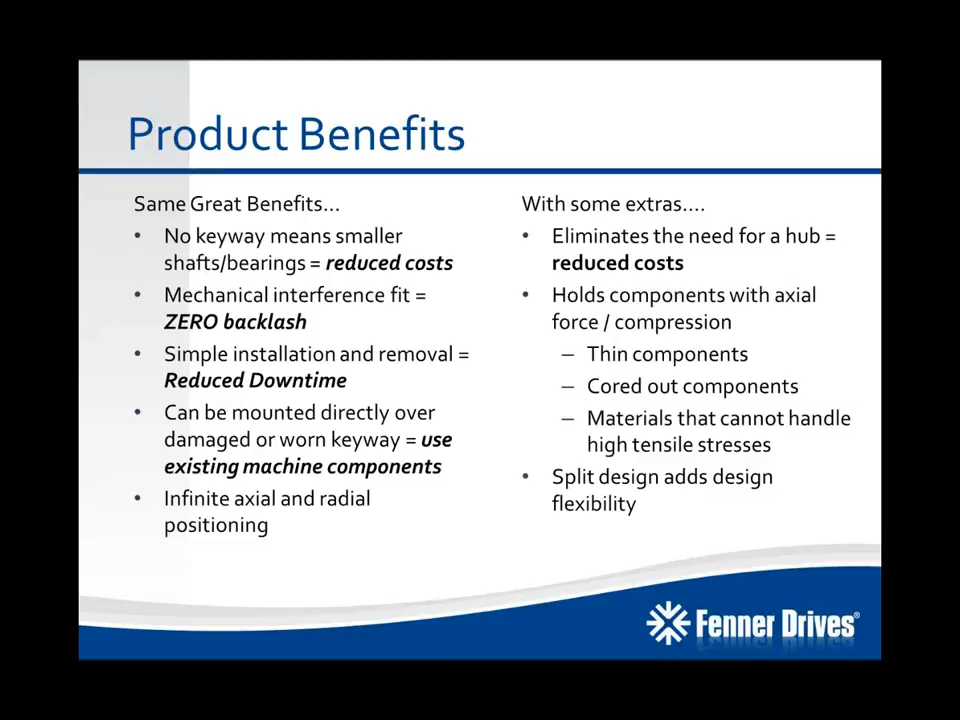 Product Benefits
Same Great Benefits...
• No keyway means smaller
shafts/bearings = reduced costs
• Mechanical interference fit =
ZERO backlash
• Simple installation and removal =
Reduced Downtime
• Can be mounted directly over
damaged or worn keyway = use
existing machine components
• Infinite axial and radial
positioning
With some extras....
• Eliminates the need for a hub =
reduced costs
• Holds components with axial
force / compression
– Thin components
– Cored out components
– Materials that cannot handle
high tensile stresses
• Split design adds design
flexibility
Fenner Drives®